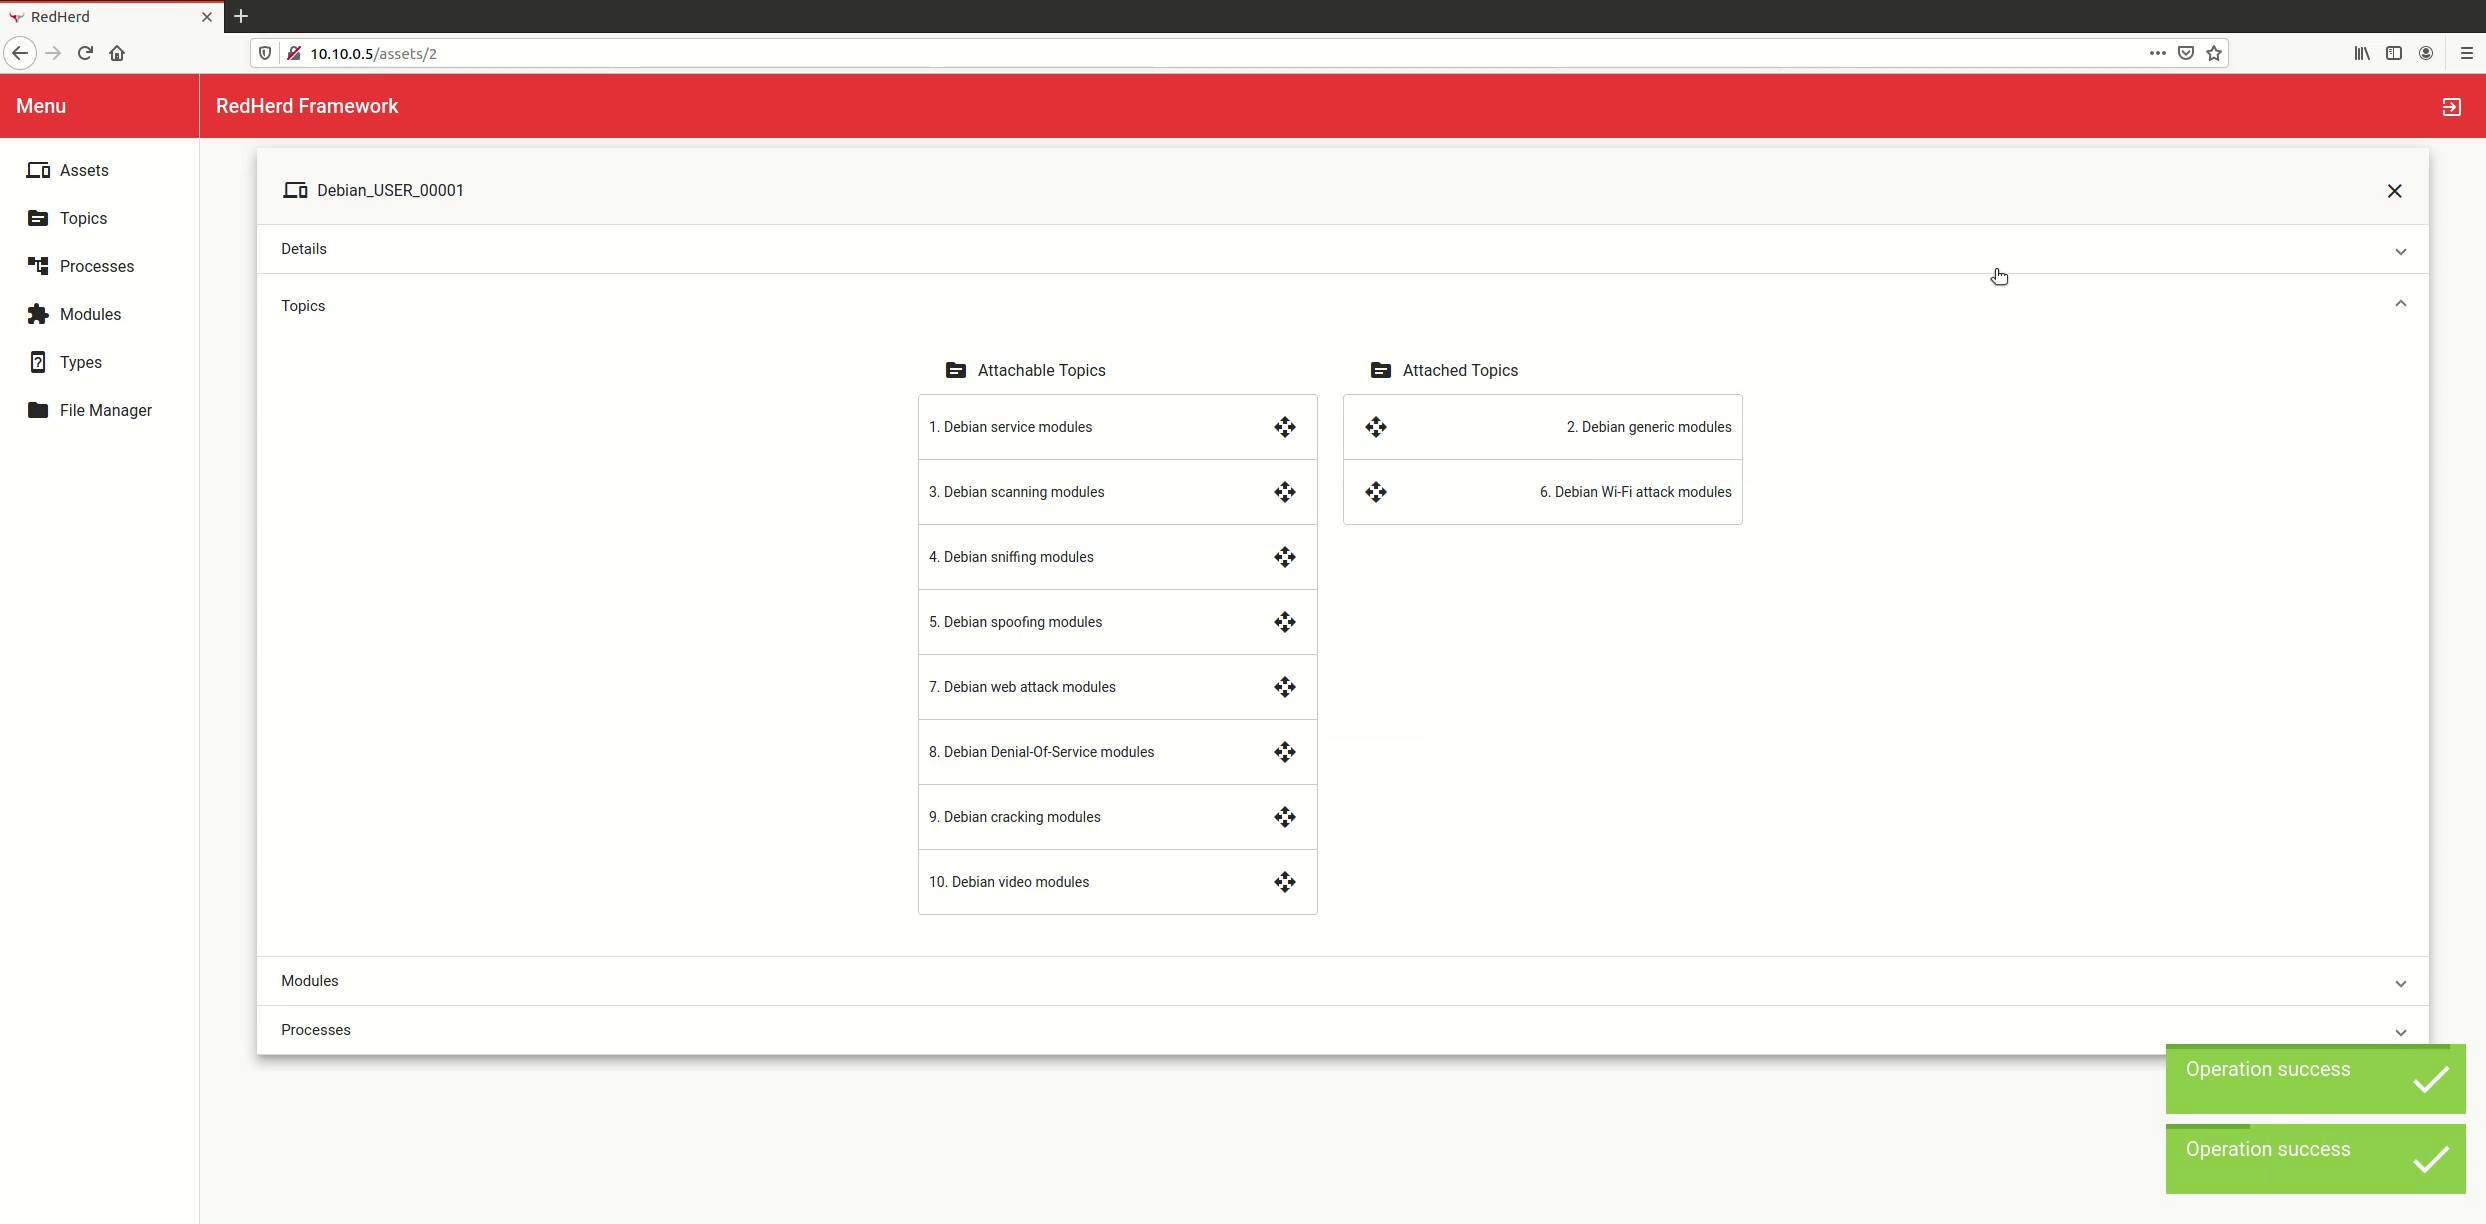 RedHerd
10.10.0.5/assets/2
Menu
RedHerd Framework
Assets
Topics
Processes
Modules
Types
File Manager
Debian_USER_00001
Details
Topics
Attachable Topics
1. Debian service modules
3. Debian scanning modules
4. Debian sniffing modules
5. Debian spoofing modules
7. Debian web attack modules
8. Debian Denial-Of-Service modules
9. Debian cracking modules
10. Debian video modules
Attached Topics
2. Debian generic modules
6. Debian Wi-Fi attack modules
Modules
Processes
Operation success
Operation success